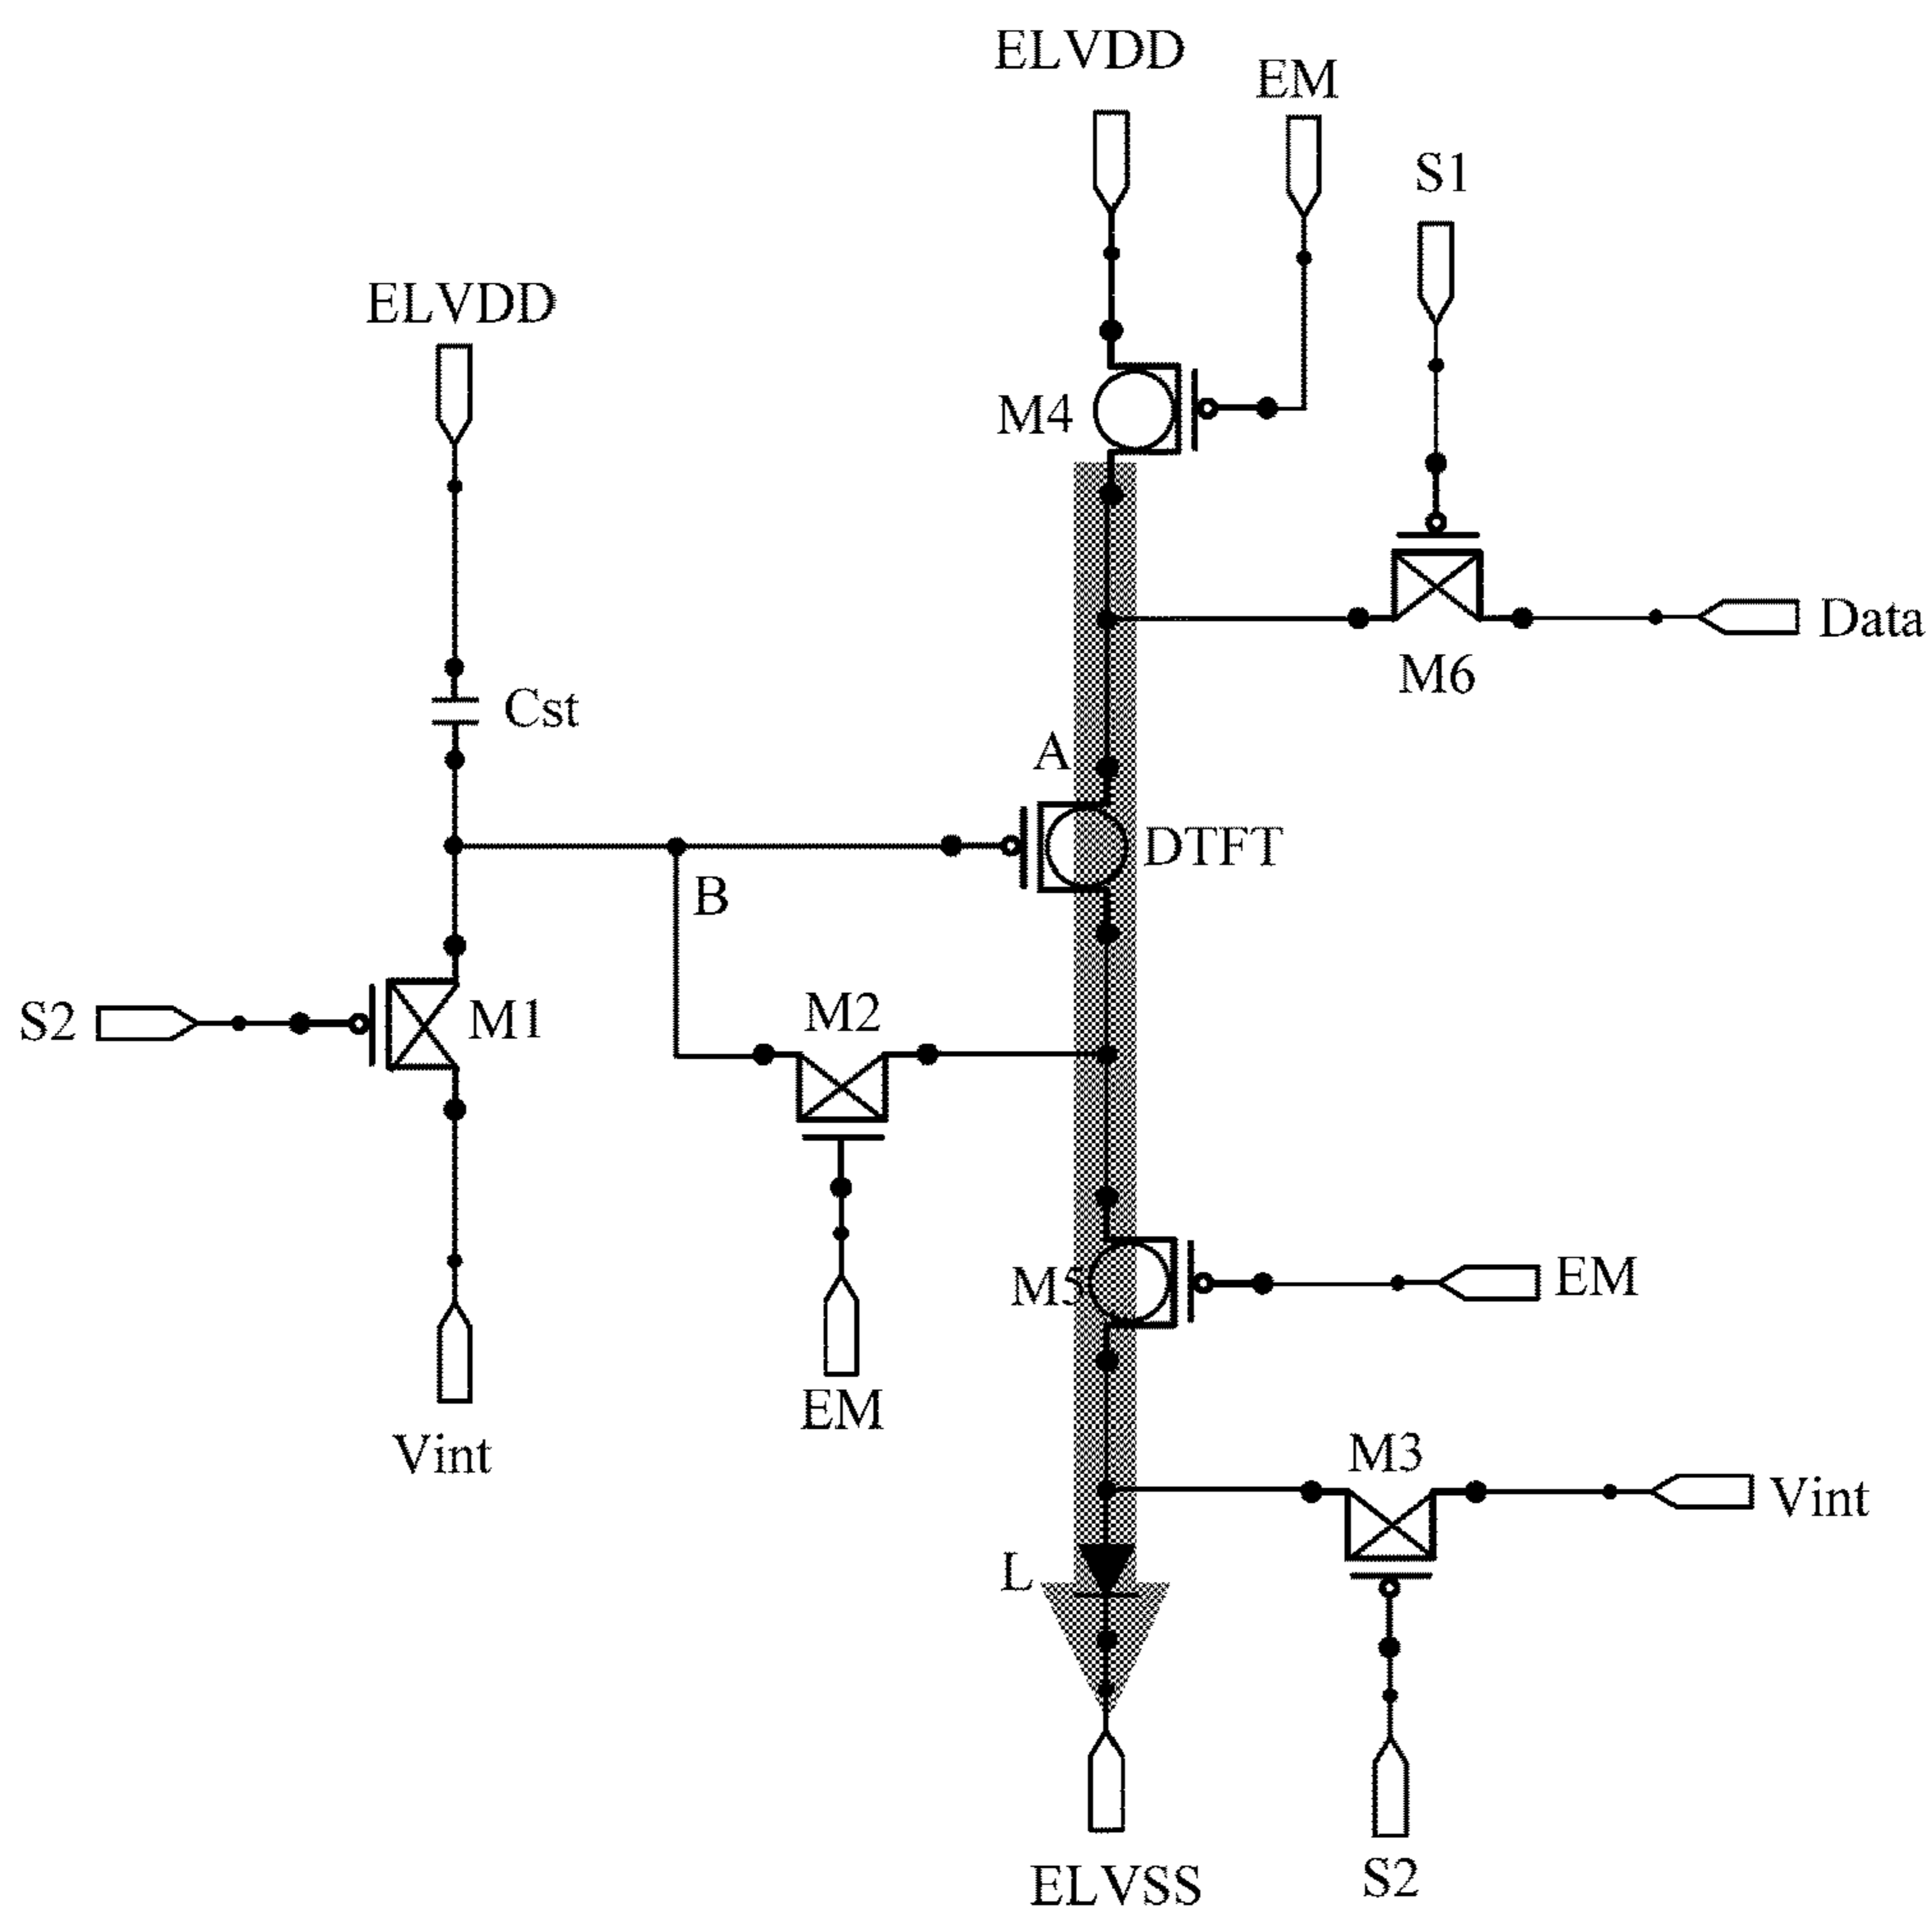 ELVDD
EM
S1
ELVDD
M4
Data
M6
Cst
A
DTFT
B
M2
S2
M1
M5
EM
EM
M3
Vint
Vint
L
ELVSS
S2